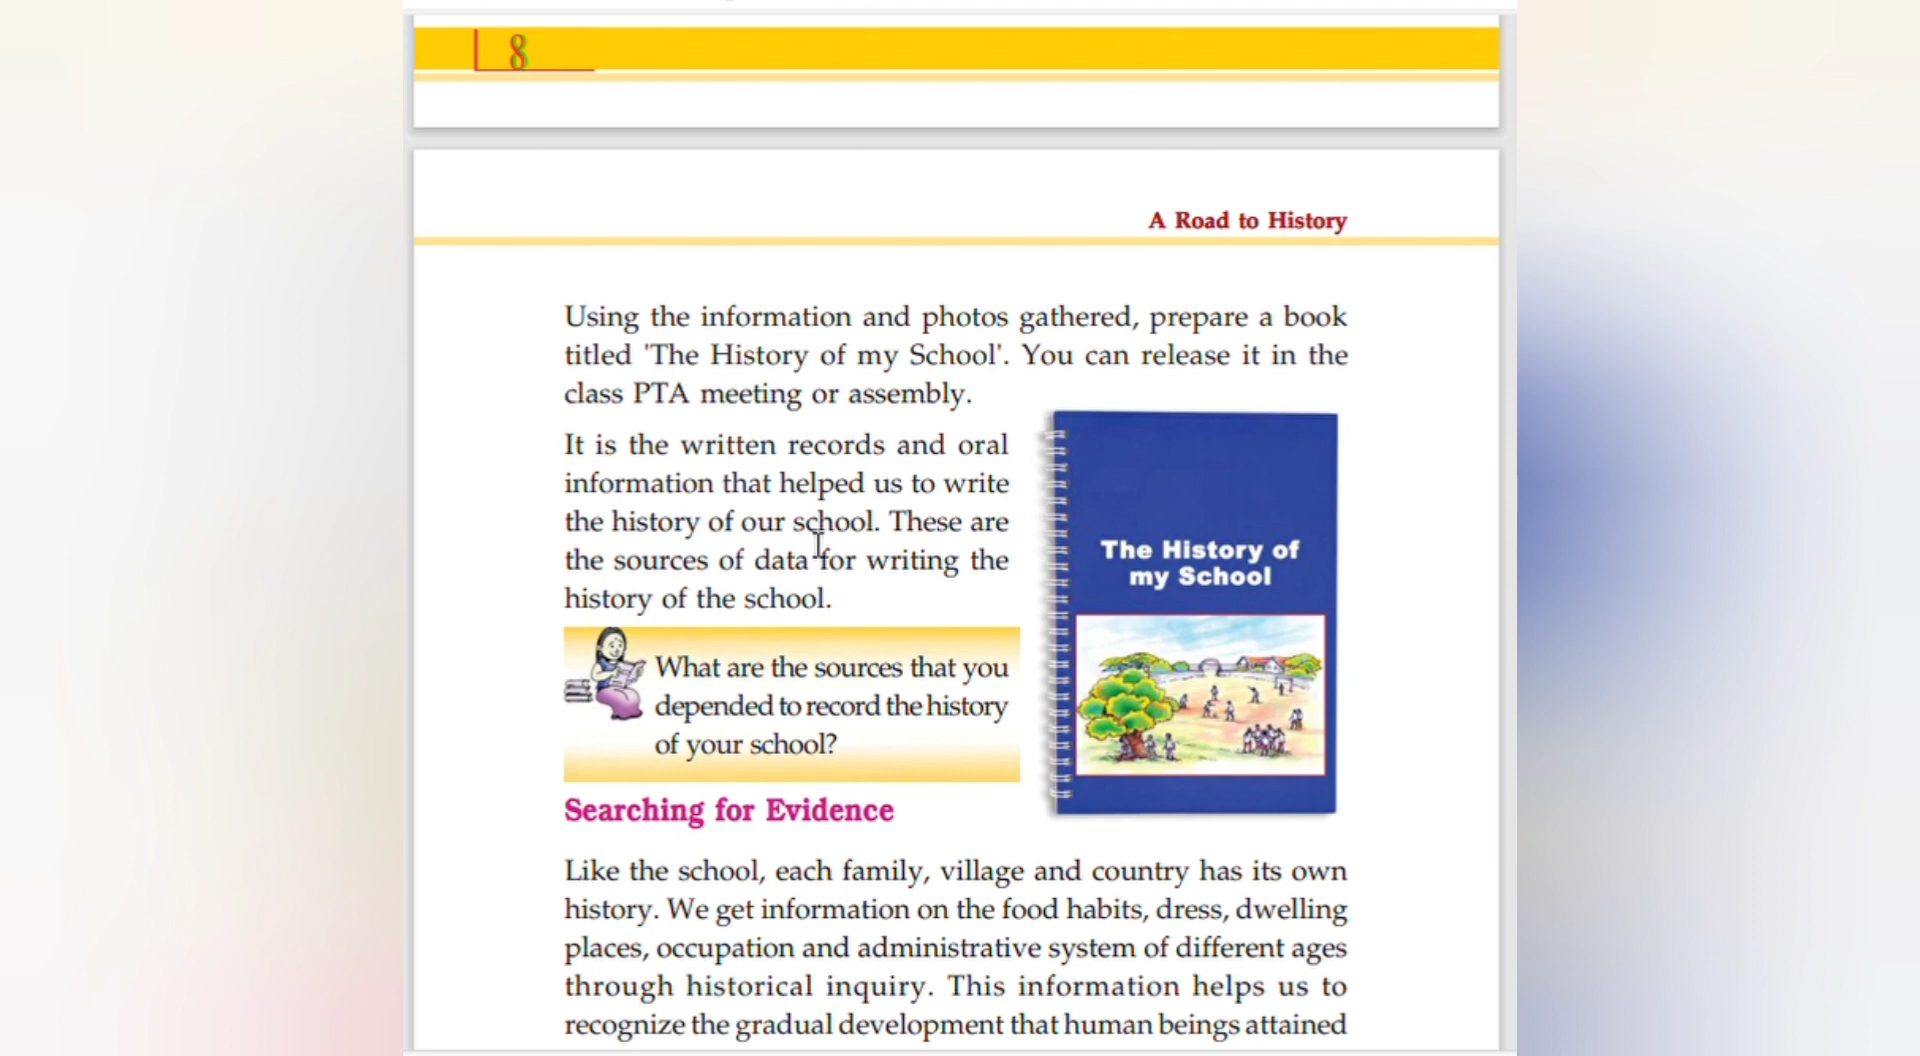 8
A Road to History
Using the information and photos gathered, prepare a book
titled 'The History of my School'. You can release it in the
class PTA meeting or assembly.
It is the written records and oral
information that helped us to write
the history of our school. These are
the sources of data for writing the
history of the school.
The History of
my School
What are the sources that you
depended to record the history
of your school?
Searching for Evidence
Like the school, each family, village and country has its own
history. We get information on the food habits, dress, dwelling
places, occupation and administrative system of different ages
through historical inquiry. This information helps us to
recognize the gradual development that human beings attained